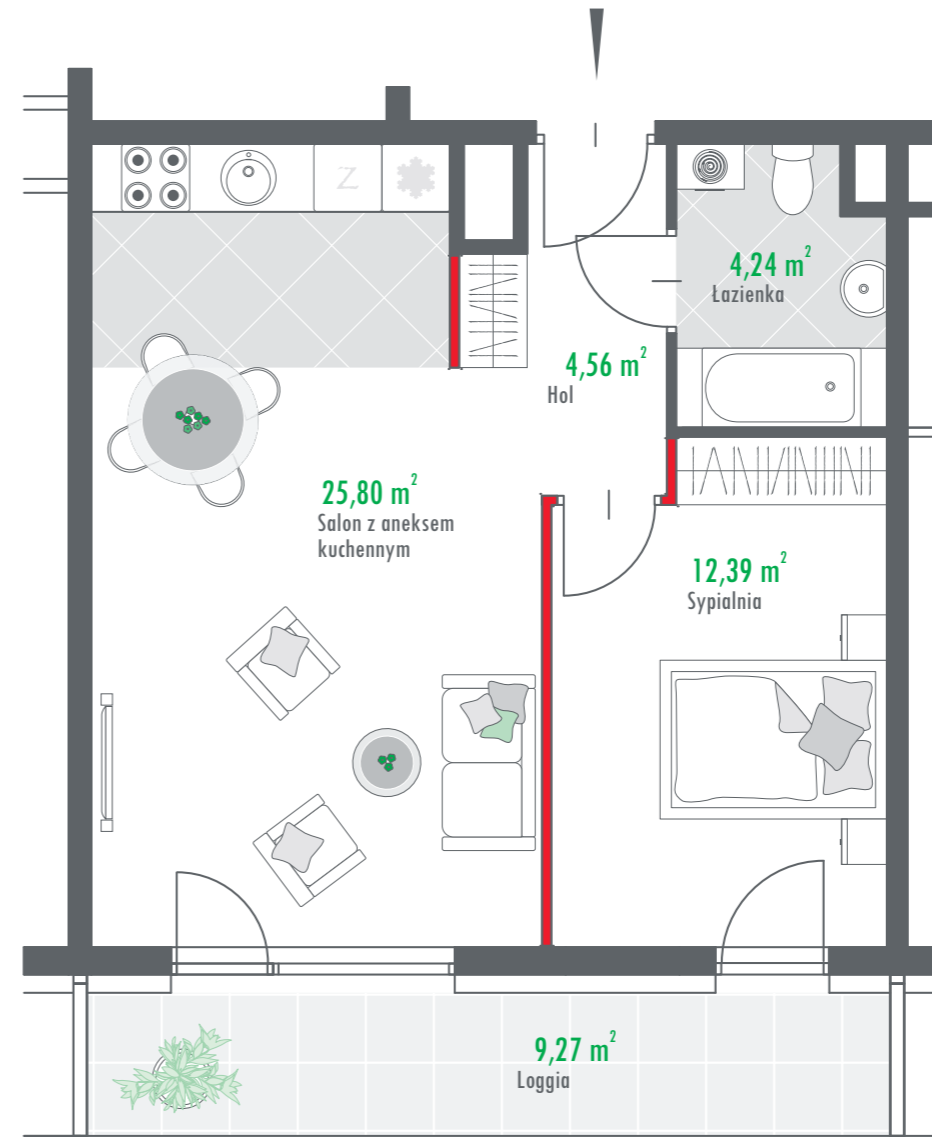 Z
4,24 m²
Łazienka
4,56 m²
Hol
25,80 m²
Salon z aneksem
kuchennym
12,39 m²
Sypialnia
9,27 m²
Loggia